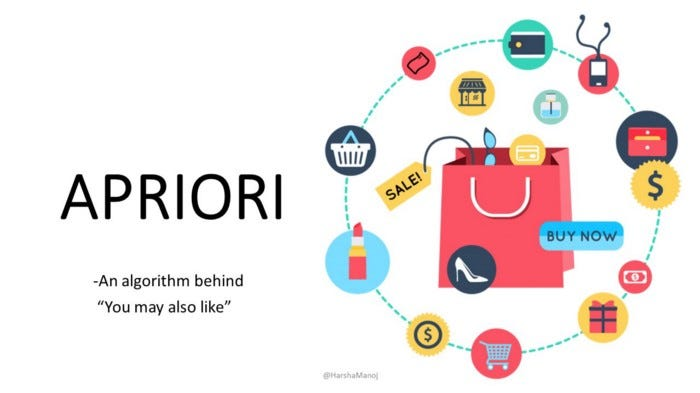 APRIORI
-An algorithm behind
“You may also like”
SALE!
$
BUY NOW
$
$
@HarshaManoj